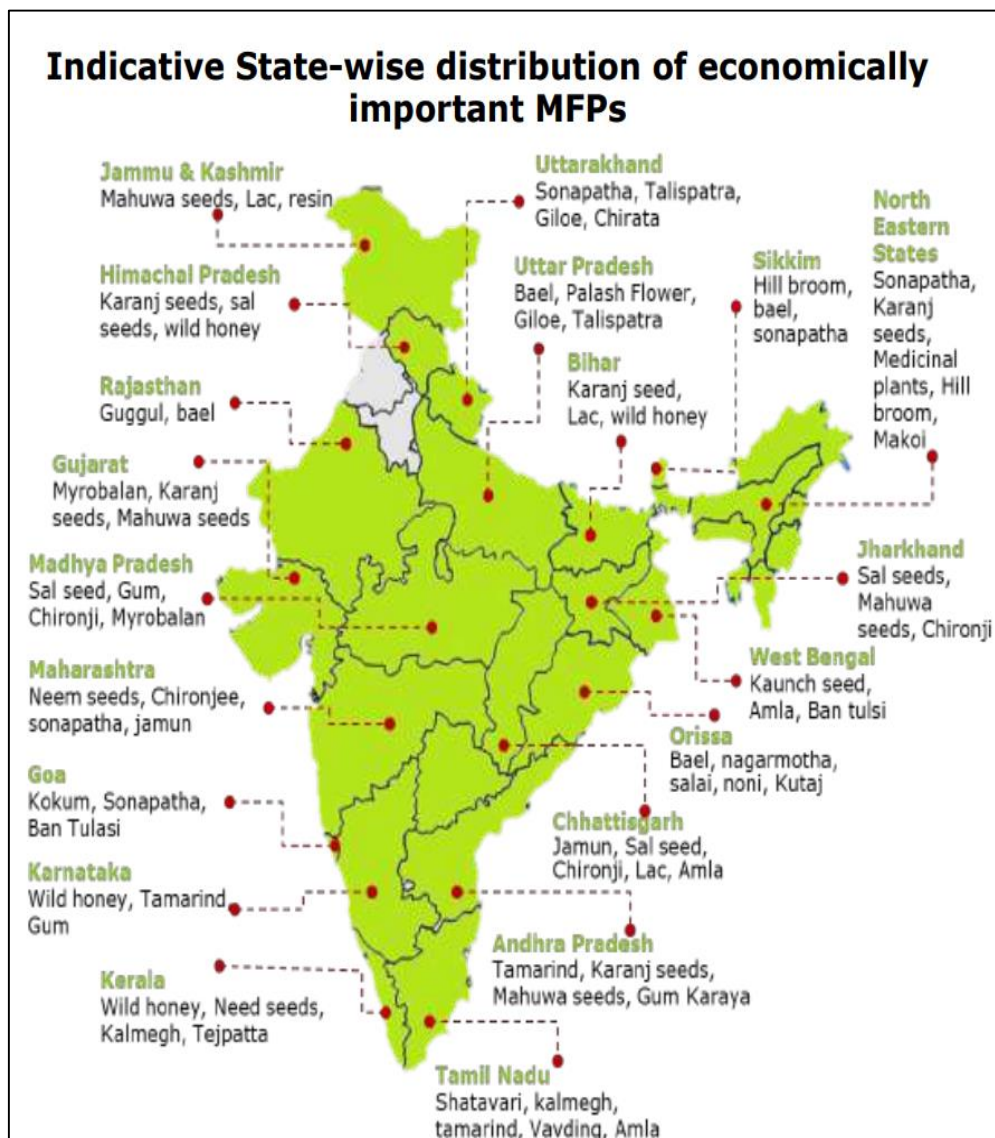 Indicative State-wise distribution of economically
important MFPs
Jammu & Kashmir
Mahuwa seeds, Lac, resin
Himachal Pradesh
Karanj seeds, sal
seeds, wild honey
Rajasthan
Guggul, bael
Gujarat
Myrobalan, Karanj
seeds, Mahuwa seeds
Madhya Pradesh
Sal seed, Gum,
Chironji, Myrobalan
Maharashtra
Neem seeds, Chironjee,
sonapatha, jamun
Goa
Kokum, Sonapatha,
Ban Tulasi
Karnataka
Wild honey, Tamarind
Gum
Kerala
Wild honey, Need seeds,
Kalmegh, Tejpatta
Uttarakhand
Sonapatha, Talispatra,
Giloe, Chirata
Uttar Pradesh
Bael, Palash Flower,
Giloe, Talispatra
Bihar
Karanj seed,
Lac, wild honey
Sikkim
Hill broom,
bael,
sonapatha
North
Eastern
States
Sonapatha,
Karanj
seeds,
Medicinal
plants, Hill
broom,
Makoi
Jharkhand
Sal seeds,
Mahuwa
seeds, Chironji
West Bengal
Kaunch seed,
Amla, Ban tulsi
Orissa
Bael, nagarmotha,
salai, noni, Kutaj
Chhattisgarh
Jamun, Sal seed,
Chironji, Lac, Amla
Andhra Pradesh
Tamarind, Karanj seeds,
Mahuwa seeds, Gum Karaya
Tamil Nadu
Shatavari, kalmegh,
tamarind, Vavding, Amla